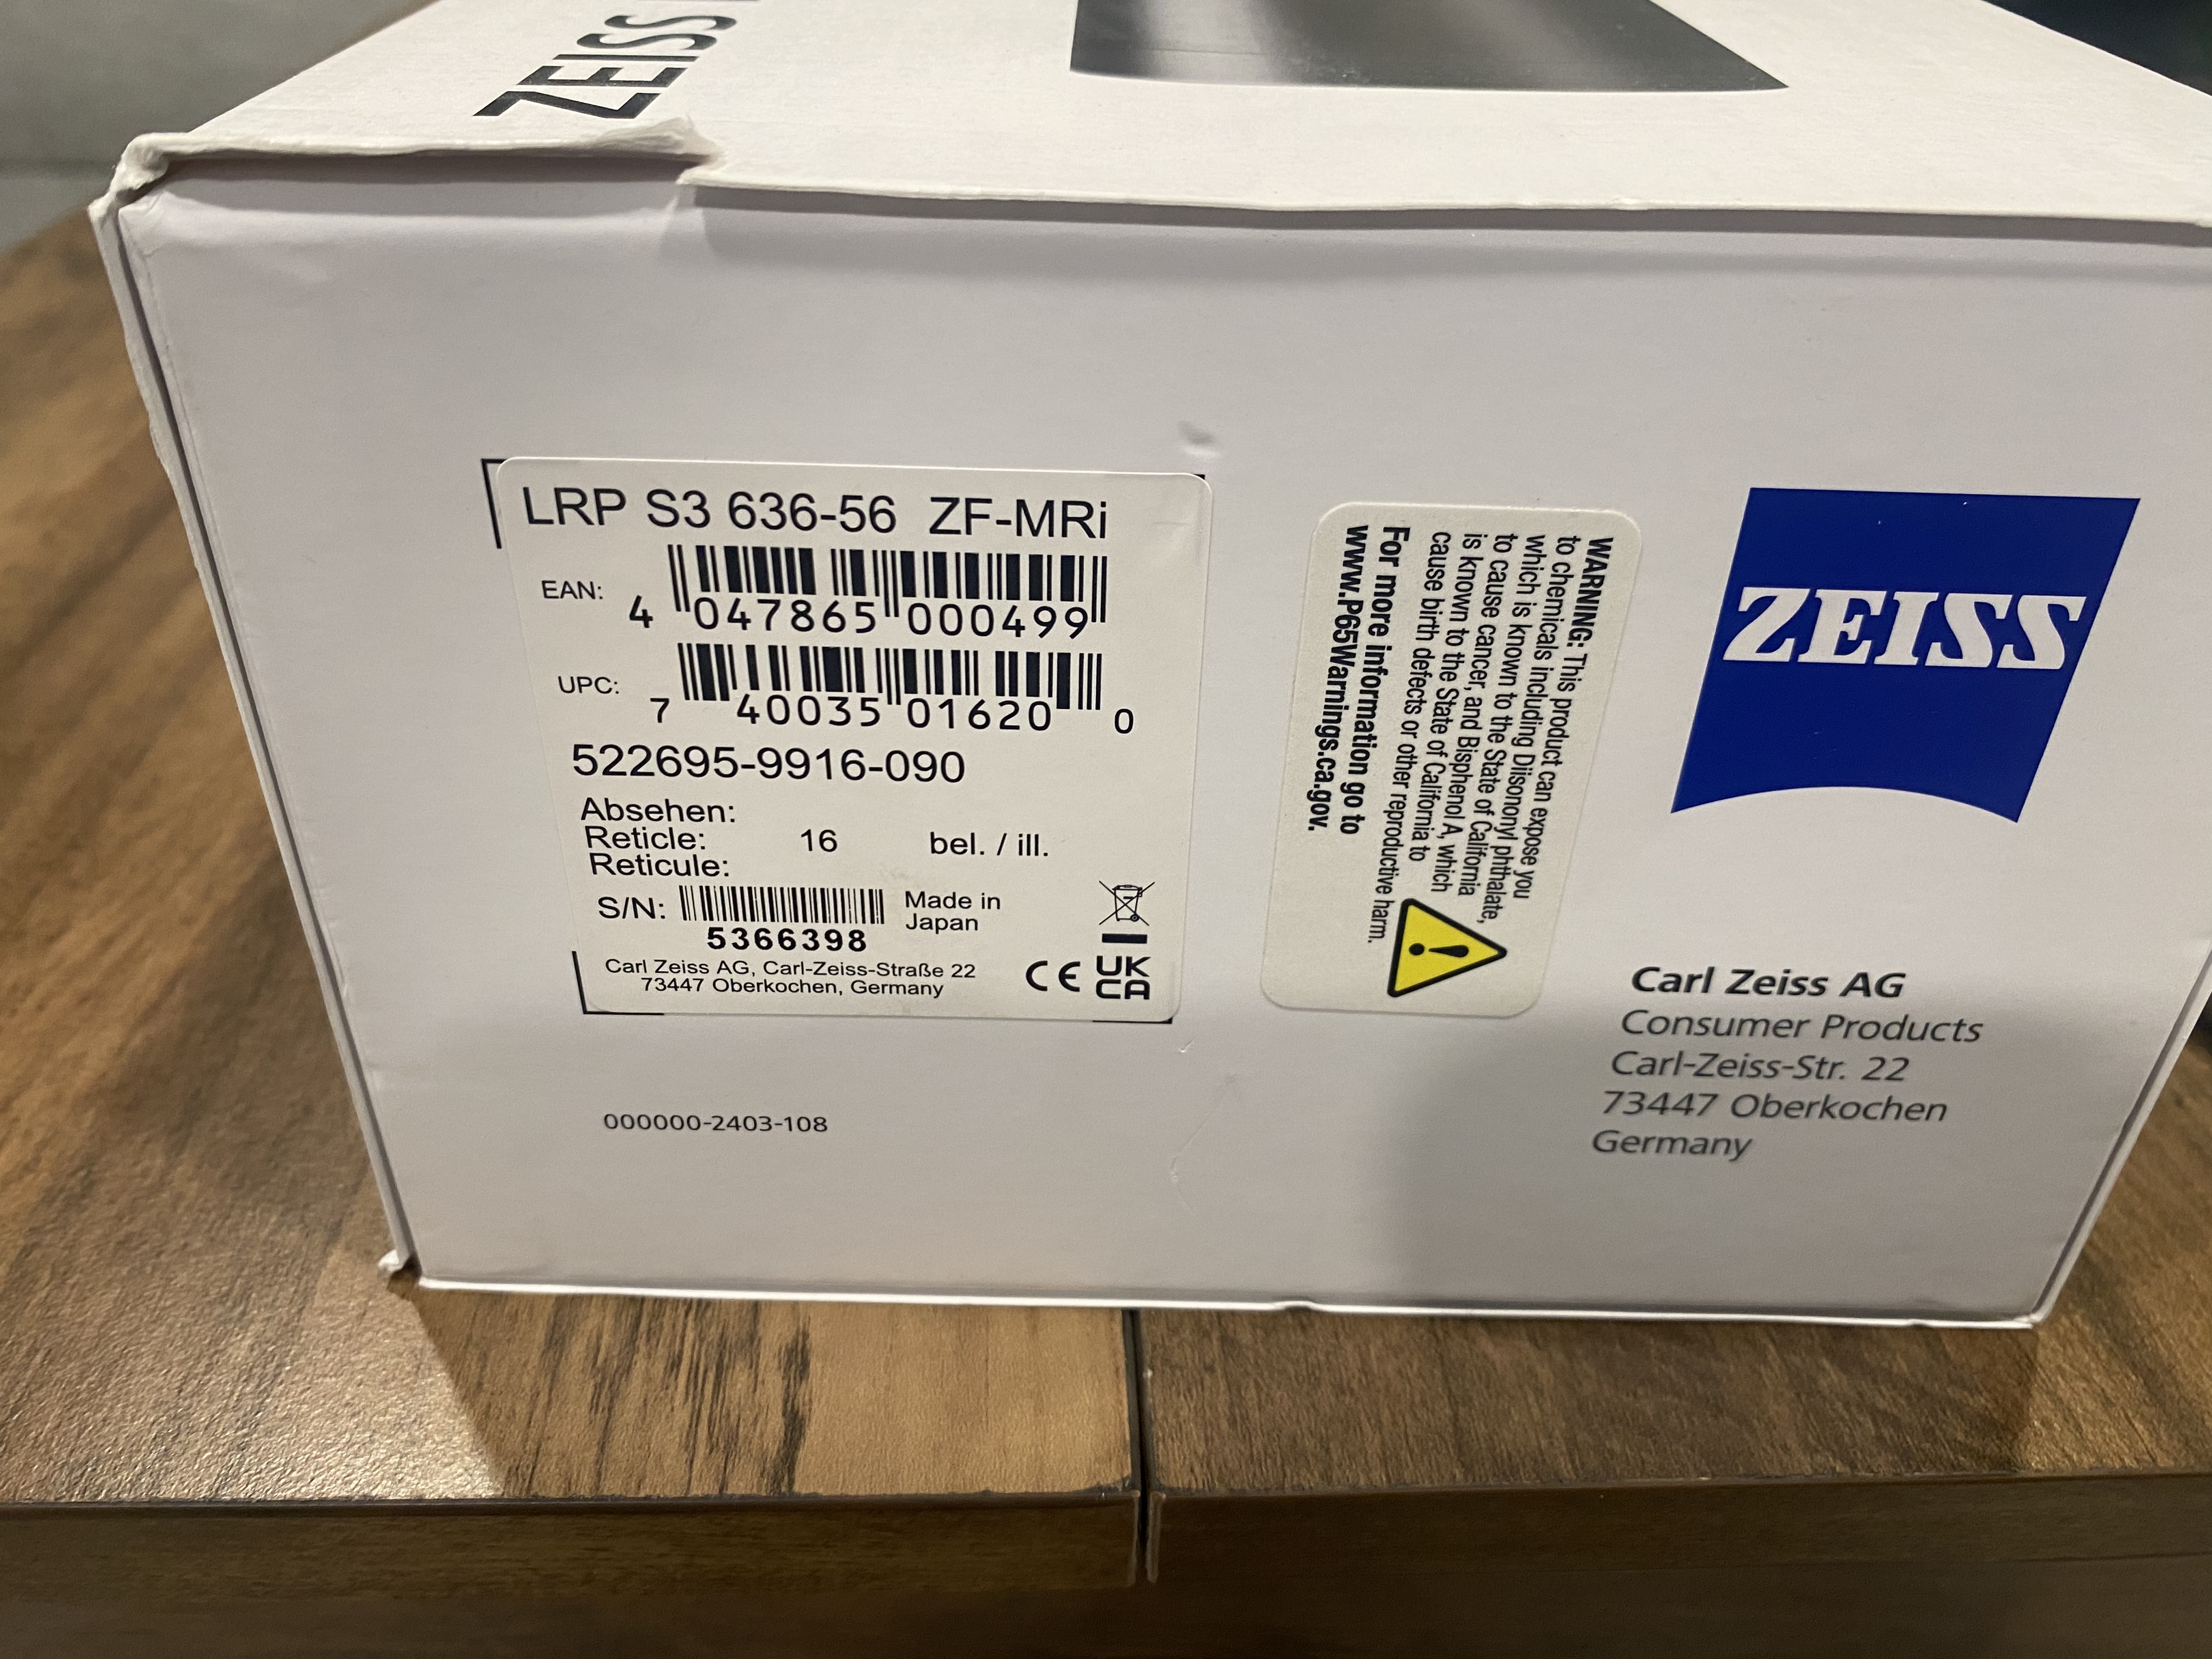 ZEISS
LRP S3 636-56 ZF-MRi
EAN: 4 047865 000499
UPC: 7 40035 01620 0
522695-9916-090
Absehen:
Reticle: 16 bel. / ill.
Reticule:
S/N:
5366398
Made in
Japan
Carl Zeiss AG, Carl-Zeiss-Straße 22
73447 Oberkochen, Germany
CE
UK
CA
000000-2403-108
WARNING: This product can expose you
to chemicals including Diisononyl phthalate,
which is known to the State of California
to cause cancer, and Bisphenol A, which
is known to the State of California to
cause birth defects or other reproductive harm.
For more information go to
www.P65Warnings.ca.gov.
ZEISS
Carl Zeiss AG
Consumer Products
Carl-Zeiss-Str. 22
73447 Oberkochen
Germany